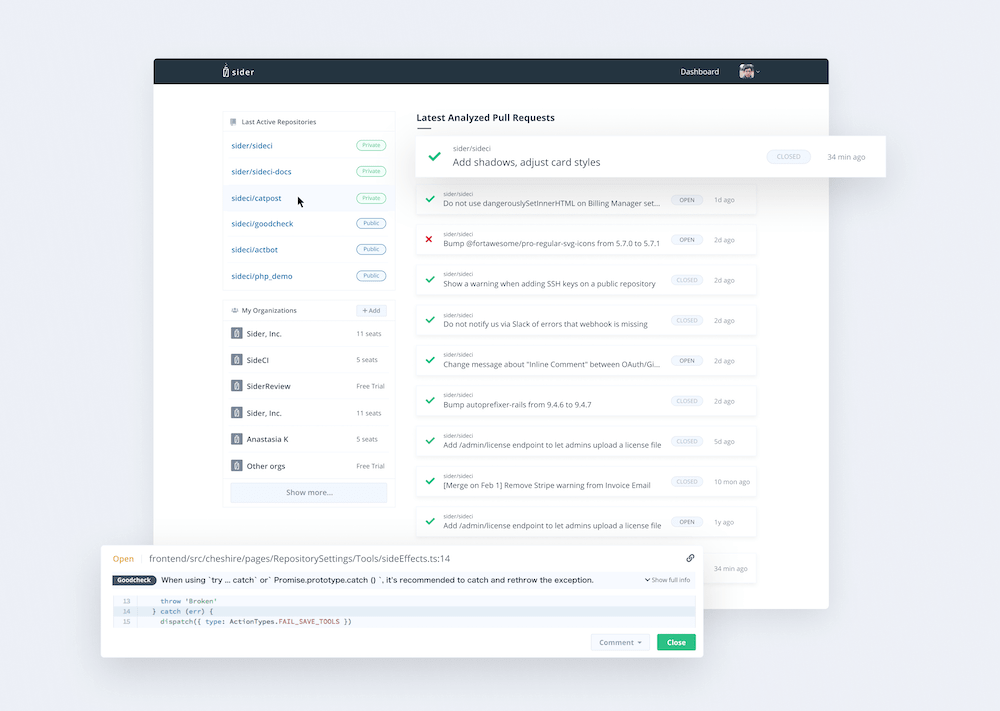 sider
Dashboard
Last Active Repositories
sider/sideci Private
sider/sideci-docs Private
sideci/catpost Private
sideci/goodcheck Public
sideci/actbot Public
sideci/php_demo Public
My Organizations + Add
Sider, Inc. 11 seats
SideCI 5 seats
SiderReview Free Trial
Sider, Inc. 11 seats
Anastasia K 5 seats
Other orgs Free Trial
Show more...
Latest Analyzed Pull Requests
sider/sideci
Add shadows, adjust card styles CLOSED 34 min ago
sider/sideci
Do not use dangerouslySetInnerHTML on Billing Manager set... OPEN 1d ago
sider/sideci
Bump @fortawesome/pro-regular-svg-icons from 5.7.0 to 5.7.1 OPEN 2d ago
sider/sideci
Show a warning when adding SSH keys on a public repository CLOSED 2d ago
sider/sideci
Do not notify us via Slack of errors that webhook is missing CLOSED 2d ago
sider/sideci
Change message about "Inline Comment" between OAuth/Gi... OPEN 2d ago
sider/sideci
Bump autoprefixer-rails from 9.4.6 to 9.4.7 CLOSED 2d ago
sider/sideci
Add /admin/license endpoint to let admins upload a license file CLOSED 5d ago
sider/sideci
[Merge on Feb 1] Remove Stripe warning from Invoice Email CLOSED 10 mon ago
sider/sideci
Add /admin/license endpoint to let admins upload a license file OPEN 1y ago
34 min ago
Open frontend/src/cheshire/pages/RepositorySettings/Tools/sideEffects.ts:14
Goodcheck When using `try ... catch` or` Promise.prototype.catch () `, it's recommended to catch and rethrow the exception. Show full info
13 throw 'Broken'
14 } catch (err) {
15 dispatch({ type: ActionTypes.FAIL_SAVE_TOOLS })
Comment Close